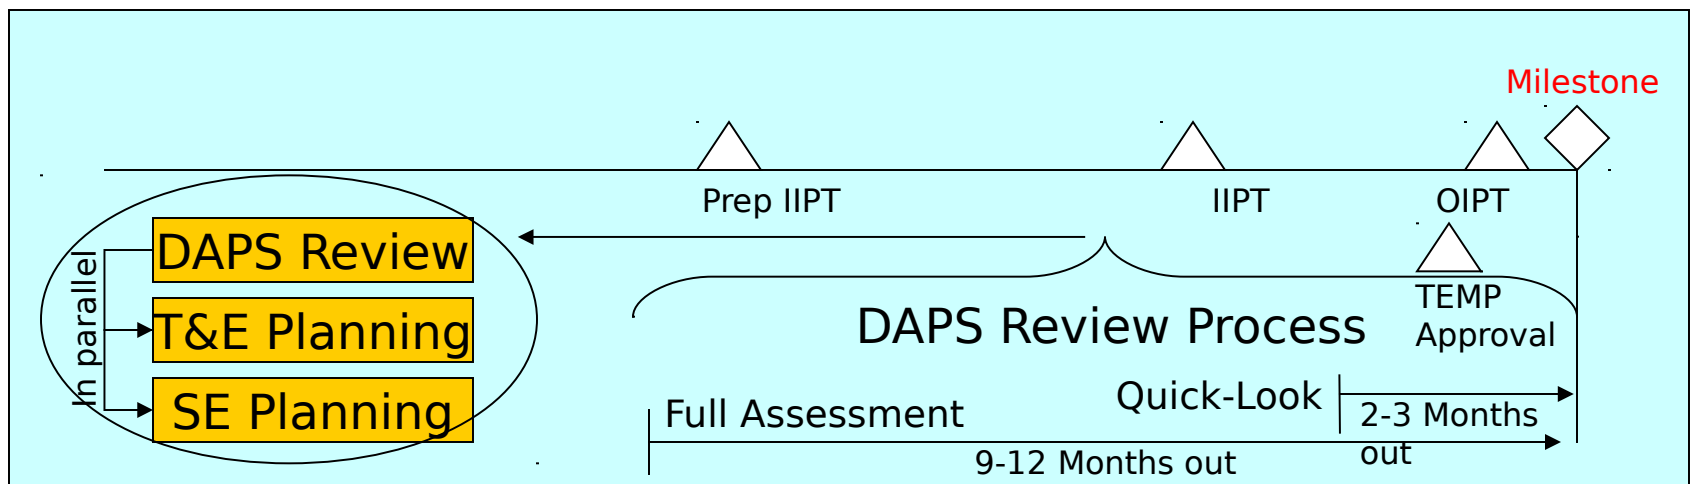 Milestone
Prep IIPT
IIPT
OIPT
In parallel
DAPS Review
T&E Planning
SE Planning
TEMP
Approval
DAPS Review Process
Quick-Look
2-3 Months
out
Full Assessment
9-12 Months out